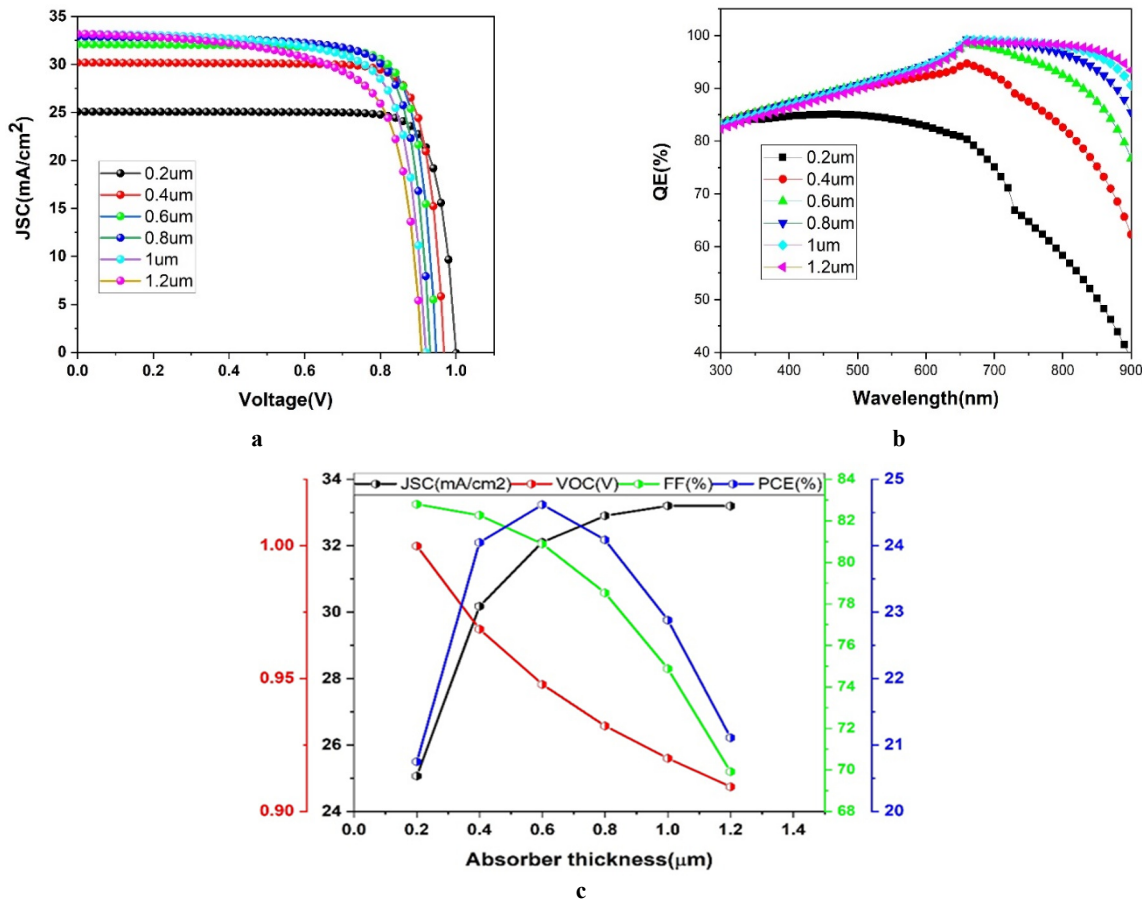 35
30
25
20
15
10
5
0
JSC(mA/cm²)
0.2um
0.4um
0.6um
0.8um
1um
1.2um
0.0 0.2 0.4 0.6 0.8 1.0
Voltage(V)
a
100
90
80
70
60
50
40
QE(%)
0.2um
0.4um
0.6um
0.8um
1um
1.2um
300 400 500 600 700 800 900
Wavelength(nm)
b
JSC(mA/cm2) VOC(V) FF(%) PCE(%)
1.00
0.95
0.90
34
32
30
28
26
24
84
82
80
78
76
74
72
70
68
25
24
23
22
21
20
0.0 0.2 0.4 0.6 0.8 1.0 1.2 1.4
Absorber thickness(μm)
c